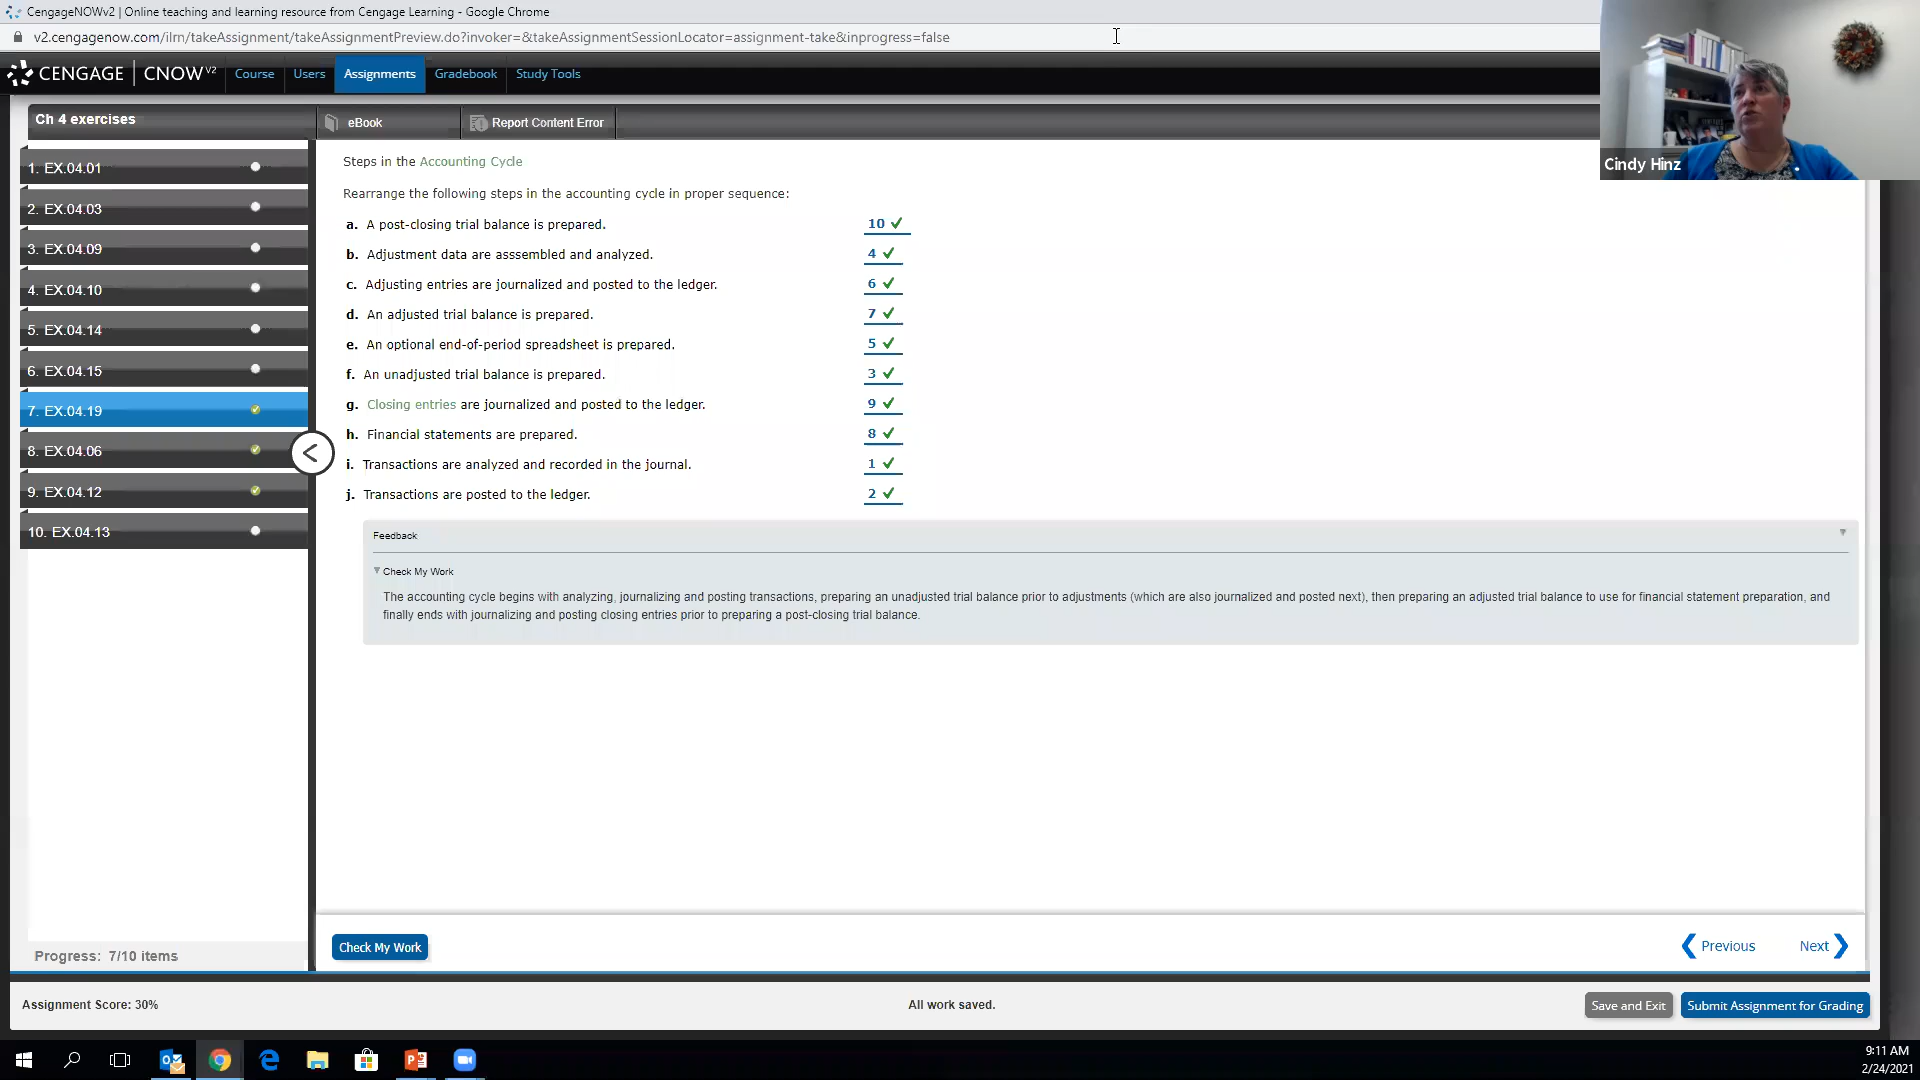 CengageNOWv2 | Online teaching and learning resource from Cengage Learning - Google Chrome
v2.cengagenow.com/ilrn/takeAssignment/takeAssignmentPreview.do?invoker=&takeAssignmentSessionLocator=assignment-take&inprogress=false
CENGAGE | CNOWv2 Course Users Assignments Gradebook Study Tools
Cindy Hinz
Ch 4 exercises
eBook Report Content Error
1. EX.04.01
2. EX.04.03
3. EX.04.09
4. EX.04.10
5. EX.04.14
6. EX.04.15
7. EX.04.19
8. EX.04.06
9. EX.04.12
10. EX.04.13
Progress: 7/10 items
Steps in the Accounting Cycle
Rearrange the following steps in the accounting cycle in proper sequence:
a. A post-closing trial balance is prepared. 10 ✔
b. Adjustment data are asssembled and analyzed. 4 ✔
c. Adjusting entries are journalized and posted to the ledger. 6 ✔
d. An adjusted trial balance is prepared. 7 ✔
e. An optional end-of-period spreadsheet is prepared. 5 ✔
f. An unadjusted trial balance is prepared. 3 ✔
g. Closing entries are journalized and posted to the ledger. 9 ✔
h. Financial statements are prepared. 8 ✔
i. Transactions are analyzed and recorded in the journal. 1 ✔
j. Transactions are posted to the ledger. 2 ✔
Feedback
Check My Work
The accounting cycle begins with analyzing, journalizing and posting transactions, preparing an unadjusted trial balance prior to adjustments (which are also journalized and posted next), then preparing an adjusted trial balance to use for financial statement preparation, and
finally ends with journalizing and posting closing entries prior to preparing a post-closing trial balance.
Check My Work
Previous Next
Assignment Score: 30% All work saved. Save and Exit Submit Assignment for Grading
9:11 AM
2/24/2021